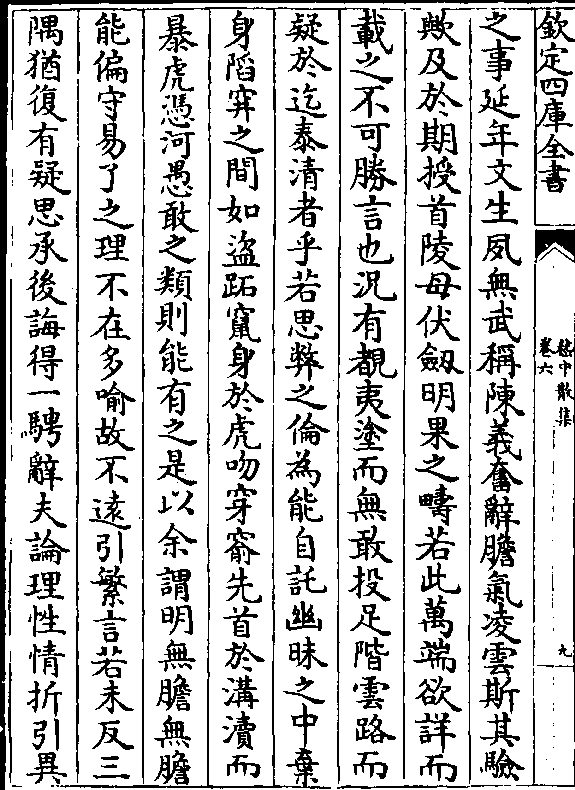 欽定四庫全書
嵇中散集
卷六
九
之事延年文生夙無武稱陳義奮辭膽氣凌雲斯其驗
歟及於期授首陵母伏劒明果之疇若此萬端欲詳而
載之不可勝言也況有覩夷塗而無敢投足階雲路而
疑於迄泰清者乎若思弊之倫為能自託幽昧之中棄
身陷穽之間如盜跖竄身於虎吻穿窬先首於溝瀆而
暴虎憑河愚敢之類則能有之是以余謂明無膽無膽
能偏守易了之理不在多喻故不遠引繁言若未反三
隅猶復有疑思承後誨得一騁辭夫論理性情折引異